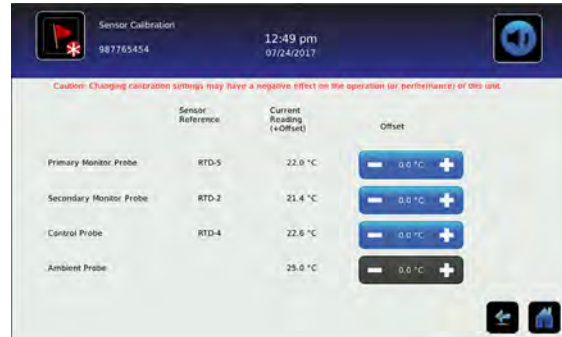 Sensor Calibration
987765454
12:49 pm
07/24/2017
Caution: Changing calibration settings may have a negative effect on the operation (or performance) of this unit.
Sensor
Reference
Current
Reading
(+Offset)
Offset
Primary Monitor Probe RTD-5 22.0 °C − 0.0 °C +
Secondary Monitor Probe RTD-2 21.4 °C − 0.0 °C +
Control Probe RTD-4 22.6 °C − 0.0 °C +
Ambient Probe 25.0 °C − 0.0 °C +